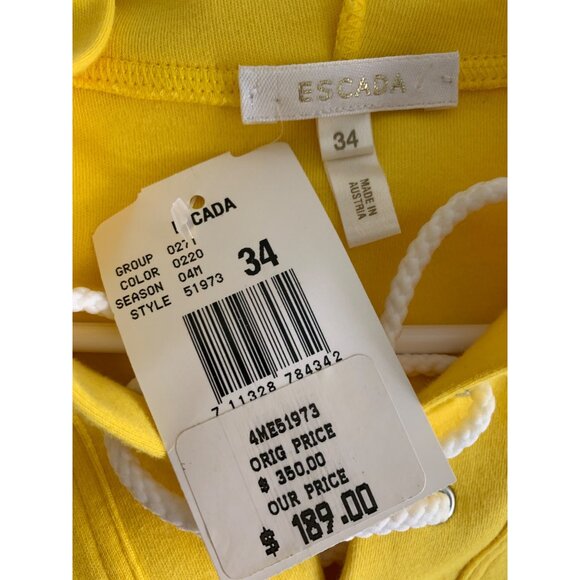 ESCADA
34
MADE IN
AUSTRIA
ESCADA
GROUP 0271
COLOR 0220
SEASON 04M
STYLE 51973
34
7 11328 784342
4ME51973
ORIG PRICE
$ 350.00
OUR PRICE
$ 189.00